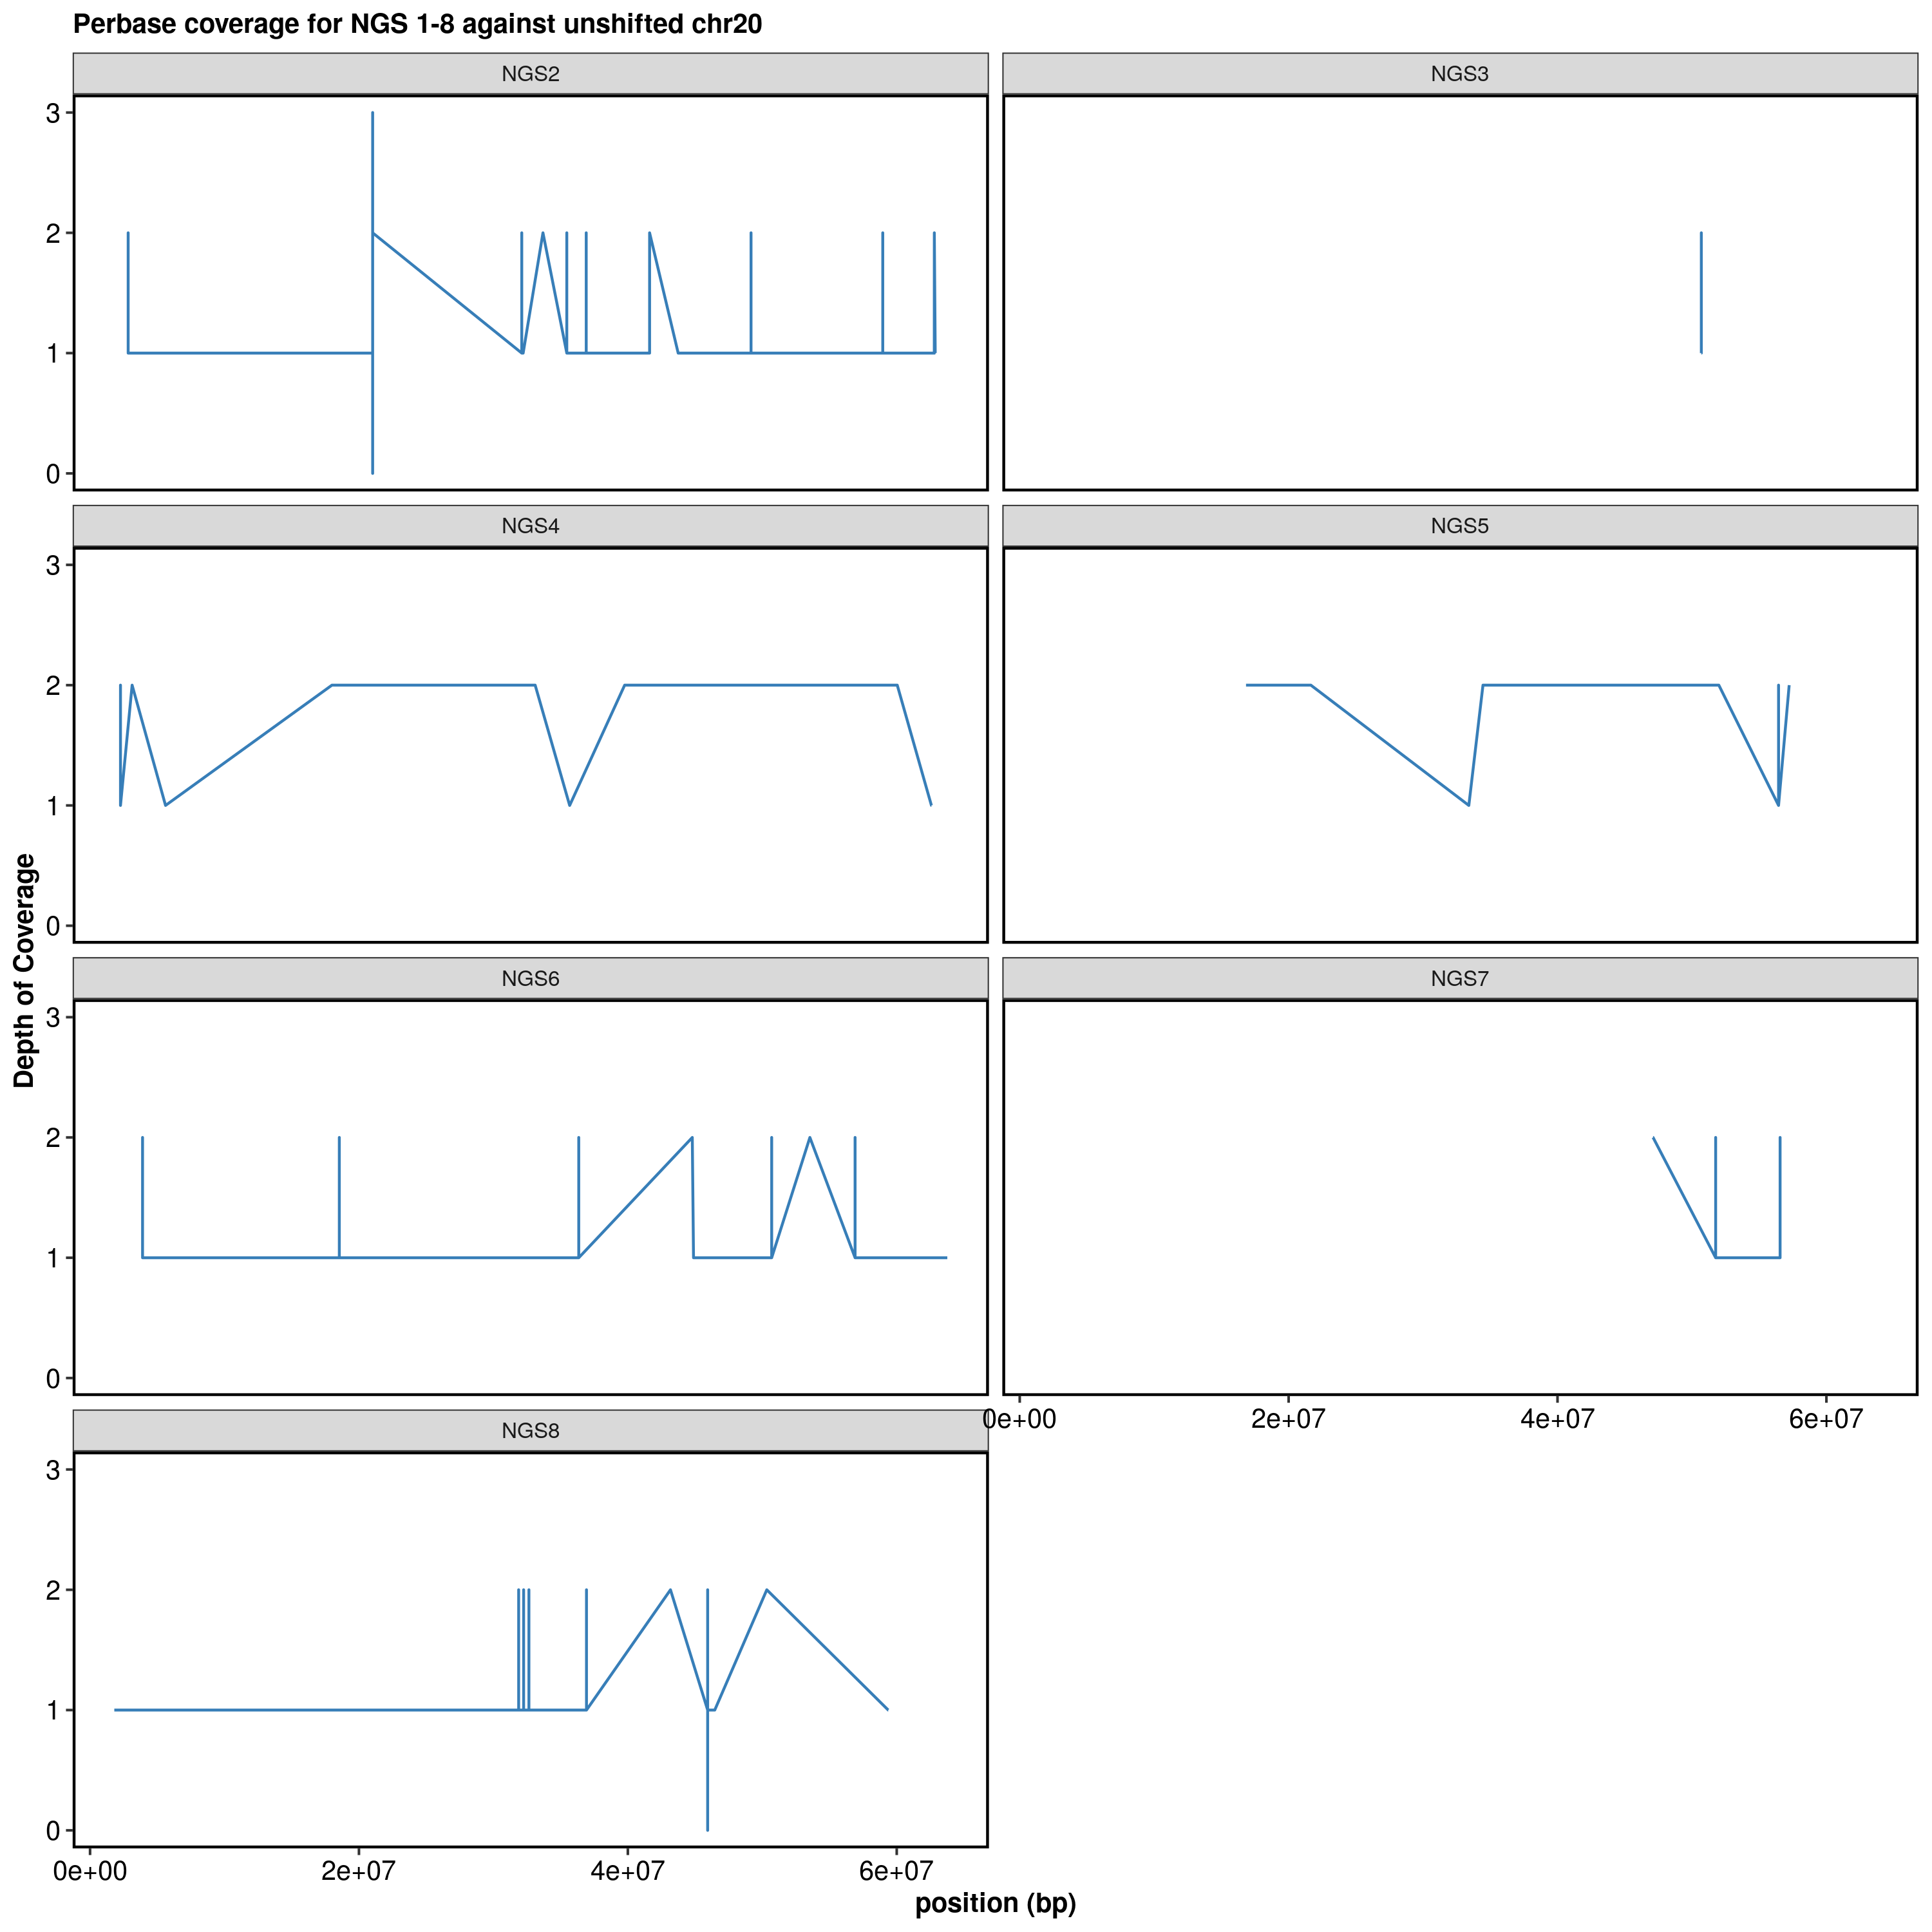 Perbase coverage for NGS 1-8 against unshifted chr20
NGS2
NGS3
3
2
1
0
NGS4
NGS5
3
2
1
0
Depth of Coverage
NGS6
NGS7
3
2
1
0
0e+00 2e+07 4e+07 6e+07
NGS8
3
2
1
0
0e+00 2e+07 4e+07 6e+07
position (bp)